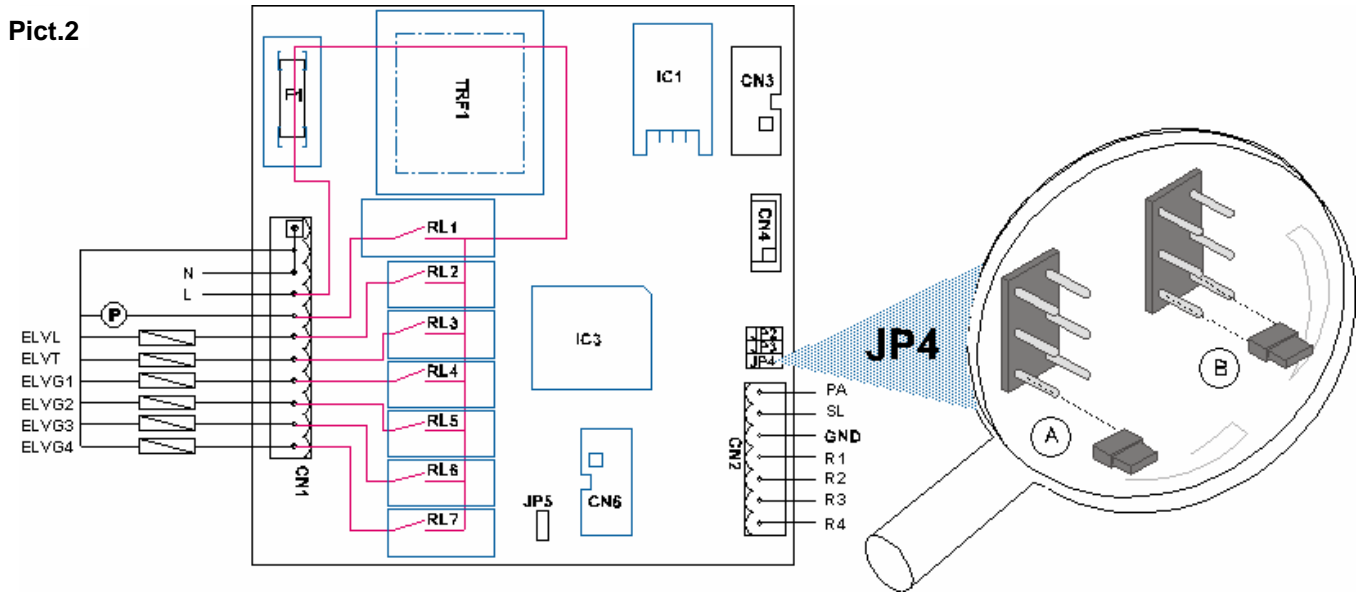 Pict.2
F1
TRF1
IC1
CN3
CN4
RL1
RL2
RL3
RL4
RL5
RL6
RL7
N
L
P
ELVL
ELVT
ELVG1
ELVG2
ELVG3
ELVG4
CN1
IC3
JP2
JP3
JP4
JP4
JP5
CN6
CN2
PA
SL
GND
R1
R2
R3
R4
A
B